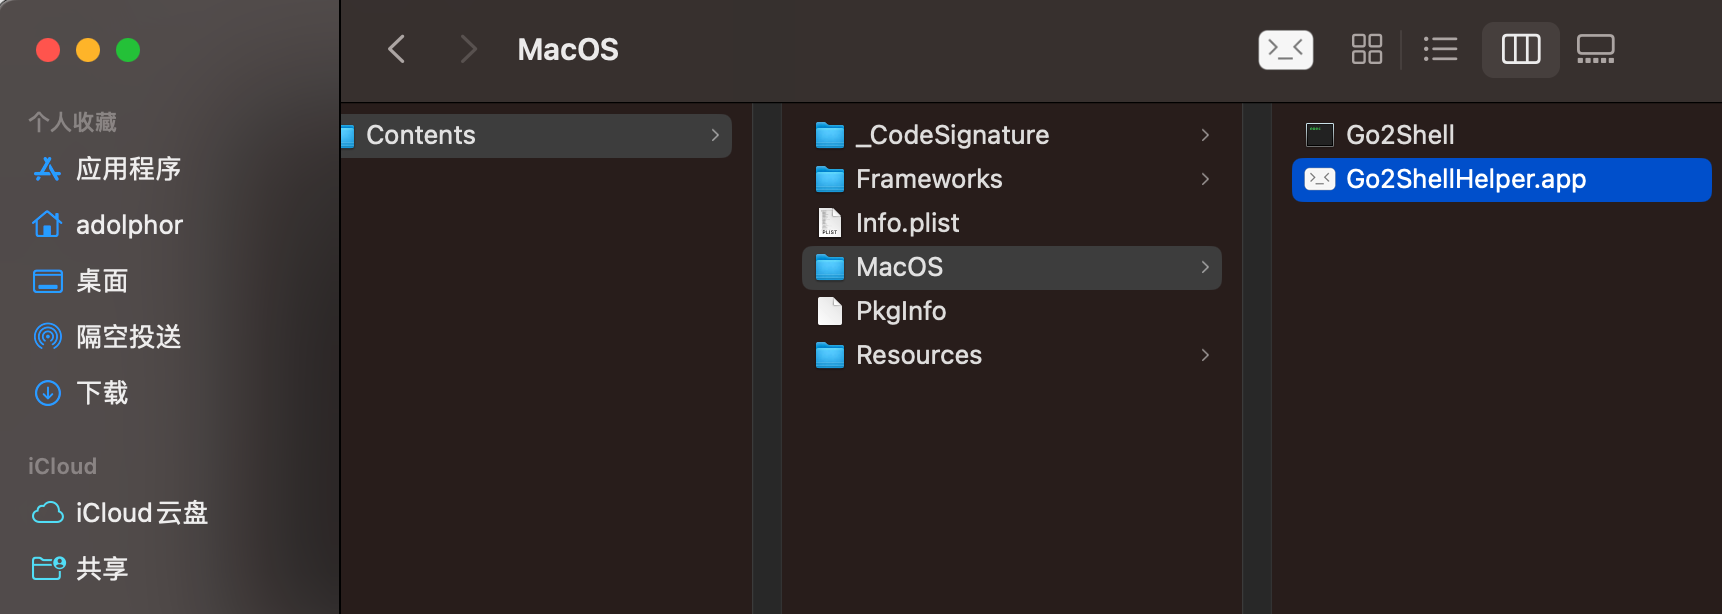 MacOS
个人收藏
应用程序
adolphor
桌面
隔空投送
下载
iCloud
iCloud云盘
共享
Contents
_CodeSignature
Frameworks
Info.plist
MacOS
PkgInfo
Resources
Go2Shell
Go2ShellHelper.app